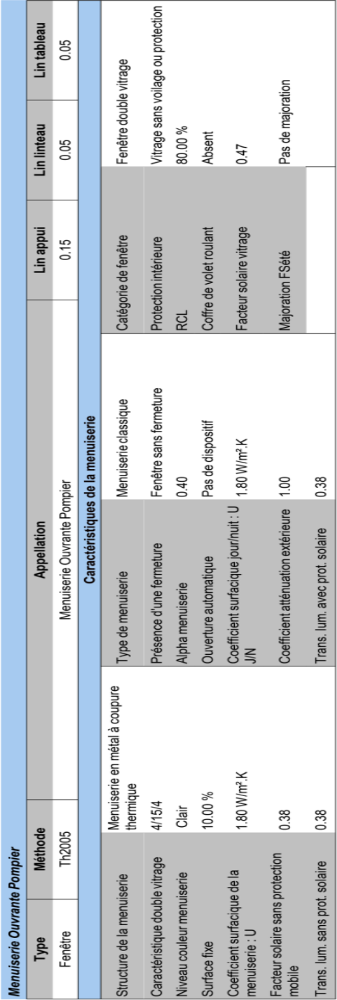 Menuiserie Ouvrante Pompier
Type Méthode Appellation Lin appui Lin linteau Lin tableau
Fenêtre Th2005 Menuiserie Ouvrante Pompier 0.15 0.05 0.05
Caractéristiques de la menuiserie
Structure de la menuiserie Menuiserie en métal à coupure thermique Type de menuiserie Menuiserie classique Catégorie de fenêtre Fenêtre double vitrage
Caractéristique double vitrage 4/15/4 Présence d'une fermeture Fenêtre sans fermeture Protection intérieure Vitrage sans voilage ou protection
Niveau couleur menuiserie Clair Alpha menuiserie 0.40 RCL 80.00 %
Surface fixe 10.00 % Ouverture automatique Pas de dispositif Coffre de volet roulant Absent
Coefficient surfacique de la menuiserie : U 1.80 W/m².K Coefficient surfacique jour/nuit : U J/N 1.80 W/m².K Facteur solaire vitrage 0.47
Facteur solaire sans protection mobile 0.38 Coefficient atténuation extérieure 1.00 Majoration FSété Pas de majoration
Trans. lum. sans prot. solaire 0.38 Trans. lum. avec prot. solaire 0.38